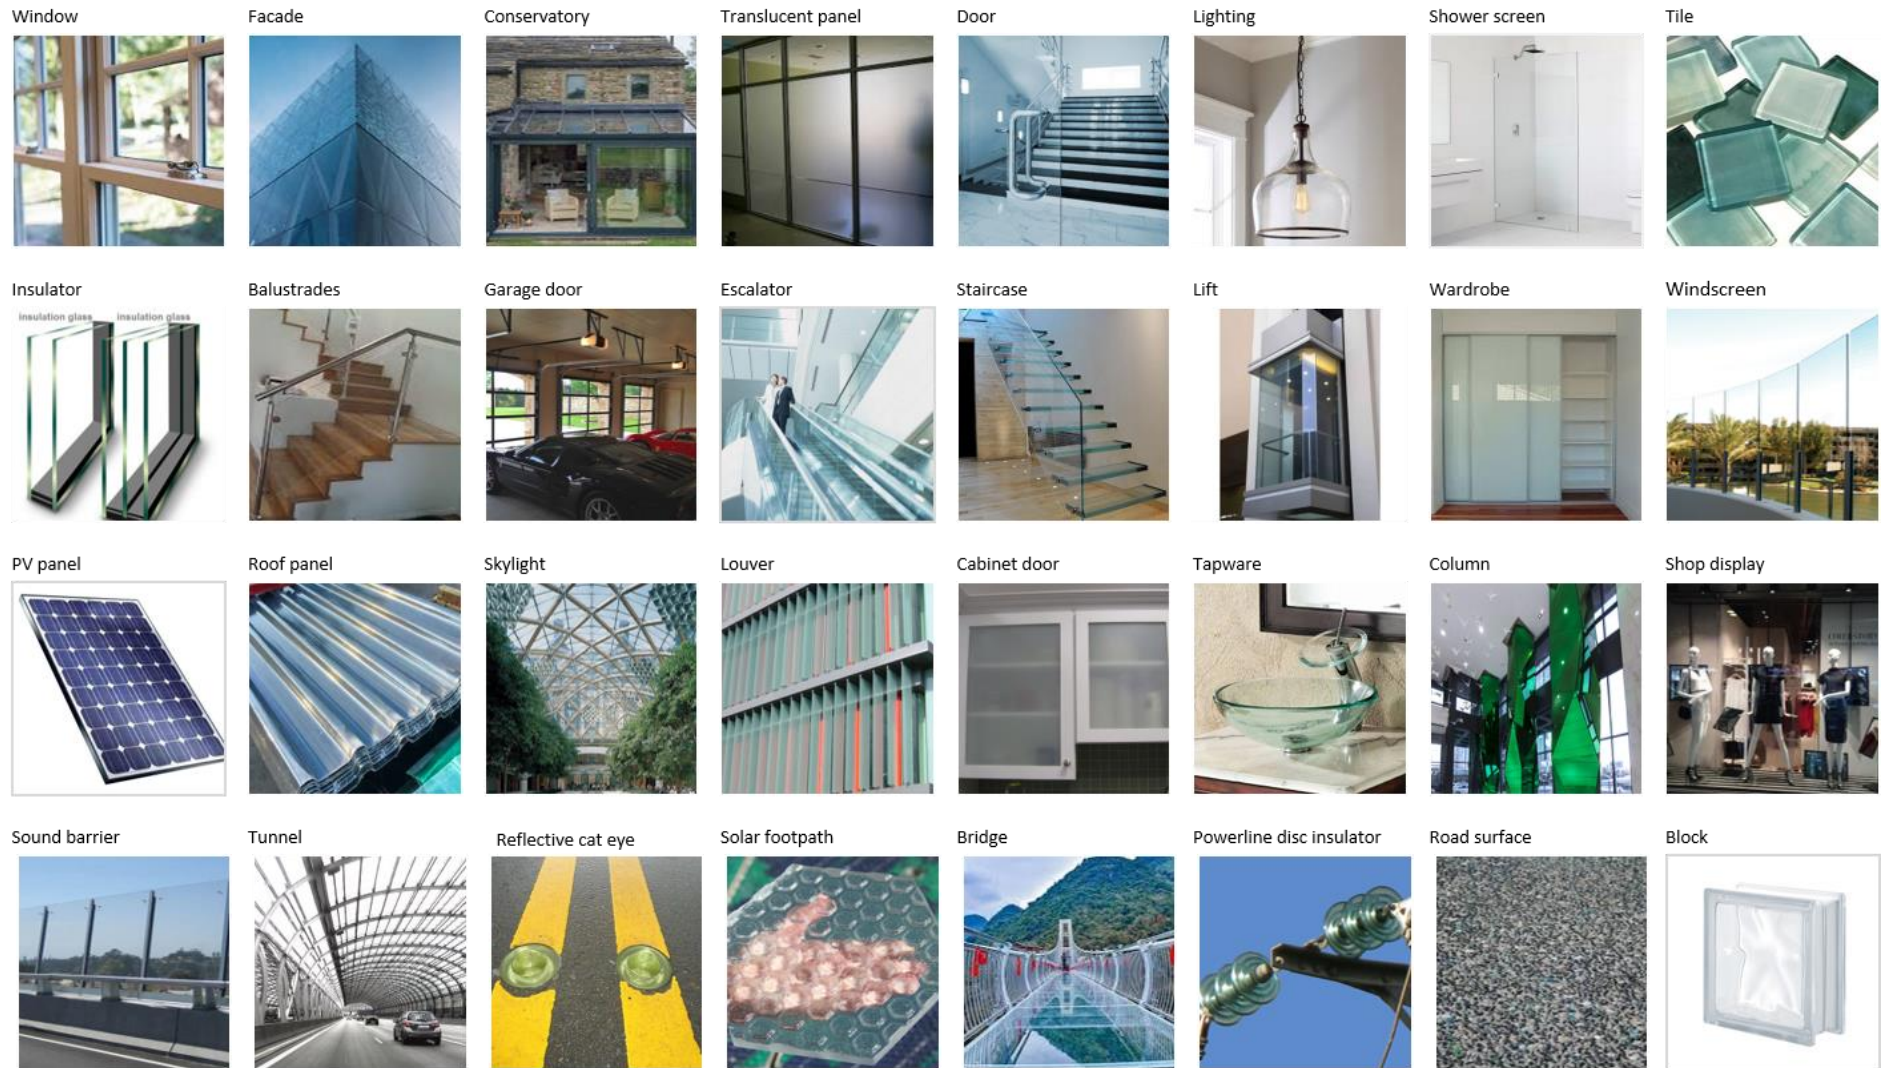 Window
Facade
Conservatory
Translucent panel
Door
Lighting
Shower screen
Tile
Insulator
Balustrades
Garage door
Escalator
Staircase
Lift
Wardrobe
Windscreen
insulation glass
insulation glass
PV panel
Roof panel
Skylight
Louver
Cabinet door
Tapware
Column
Shop display
Sound barrier
Tunnel
Reflective cat eye
Solar footpath
Bridge
Powerline disc insulator
Road surface
Block